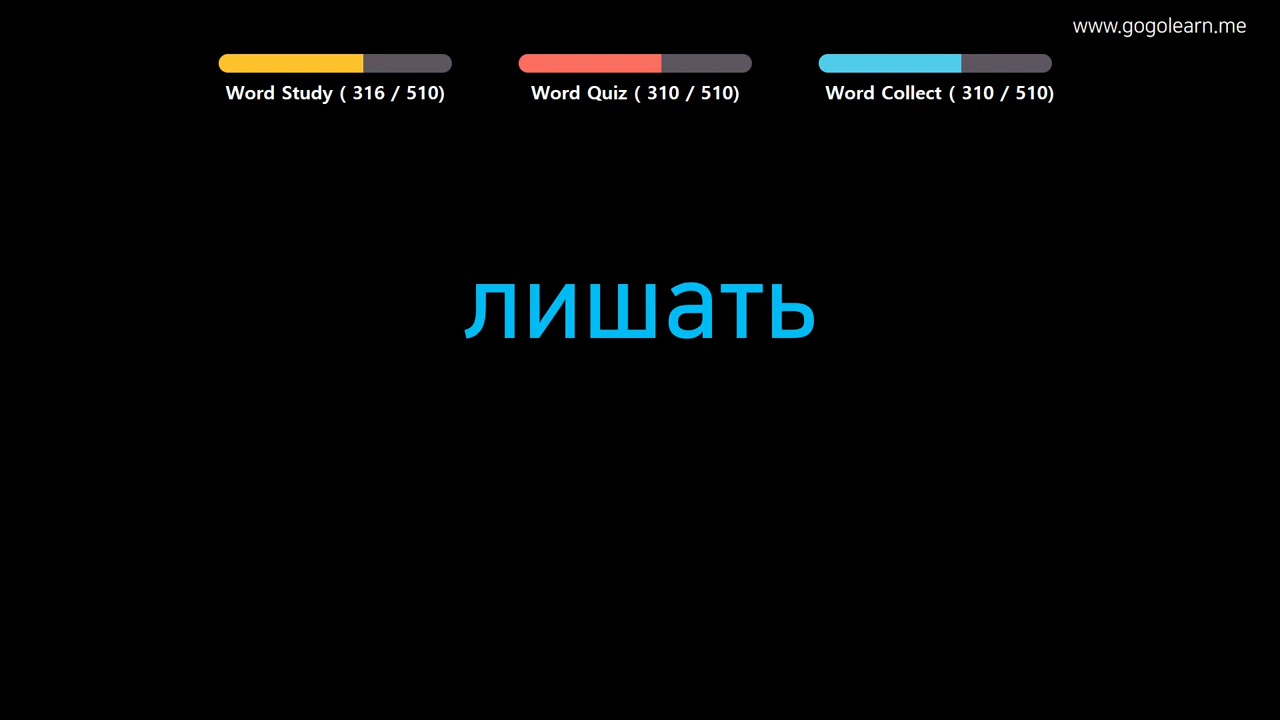 www.gogolearn.me
Word Study ( 316 / 510)
Word Quiz ( 310 / 510)
Word Collect ( 310 / 510)
лишать